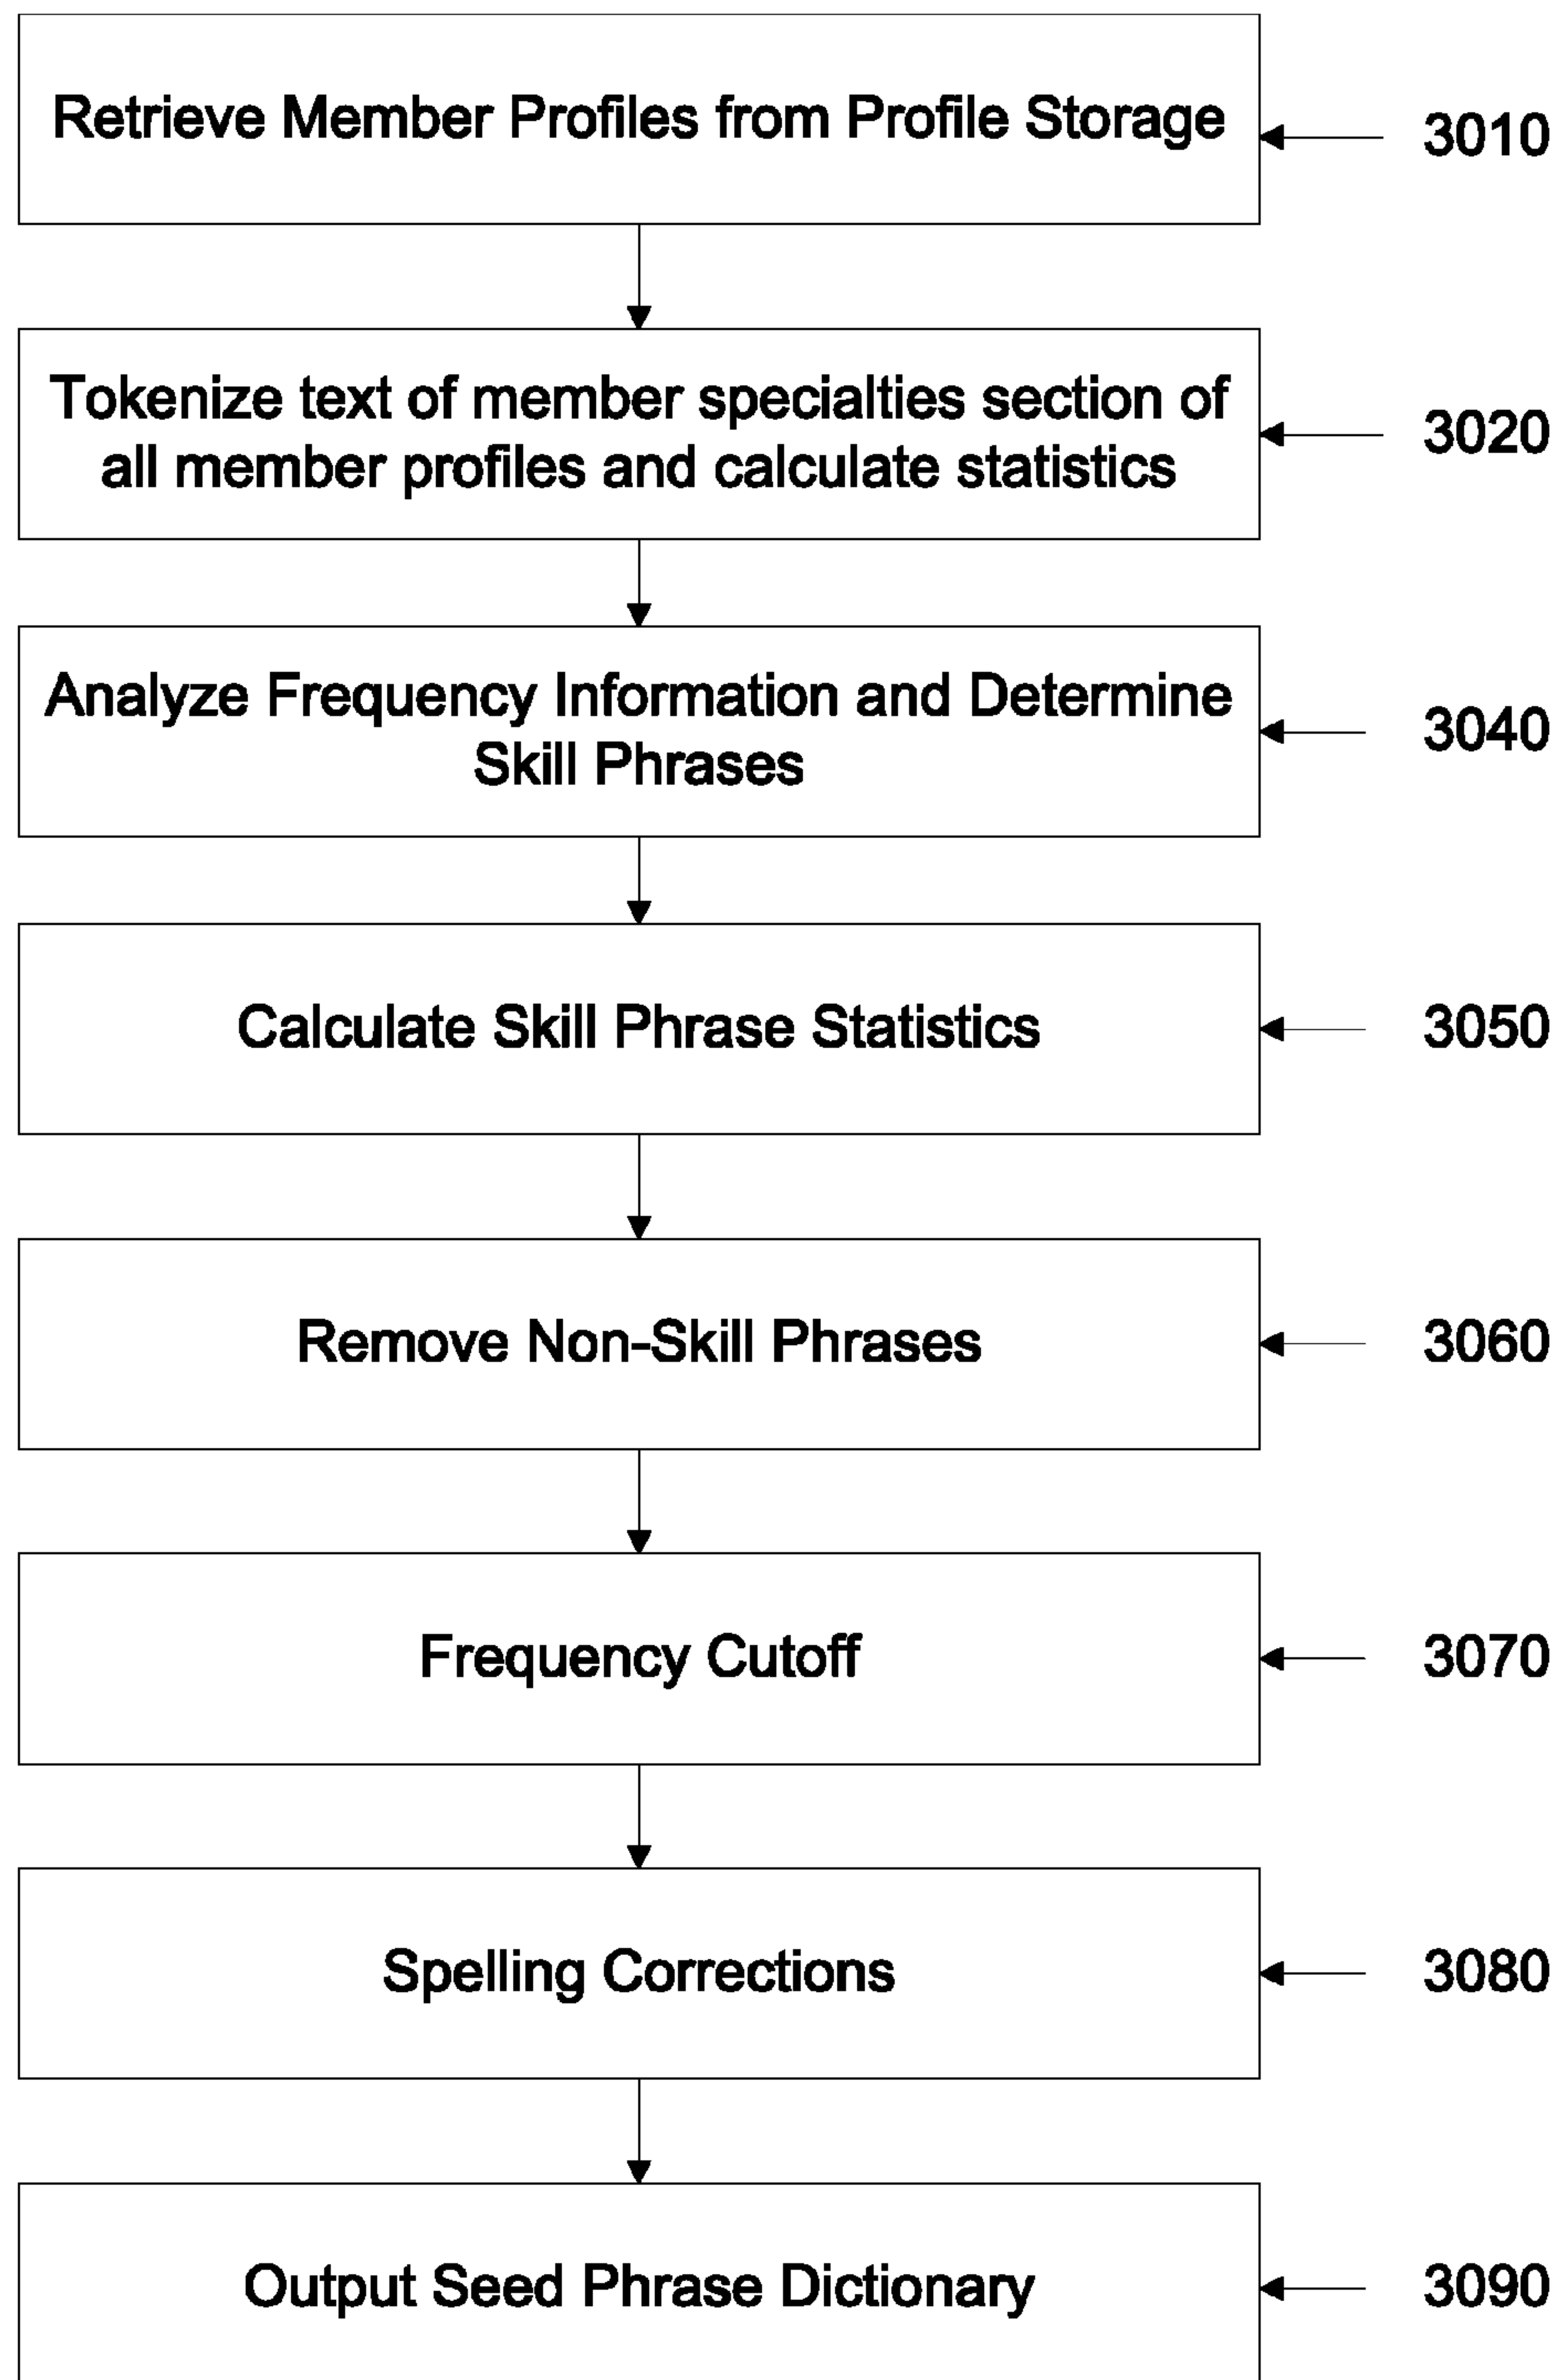 Retrieve Member Profiles from Profile Storage
3010
Tokenize text of member specialties section of
all member profiles and calculate statistics
3020
Analyze Frequency Information and Determine
Skill Phrases
3040
Calculate Skill Phrase Statistics
3050
Remove Non-Skill Phrases
3060
Frequency Cutoff
3070
Spelling Corrections
3080
Output Seed Phrase Dictionary
3090